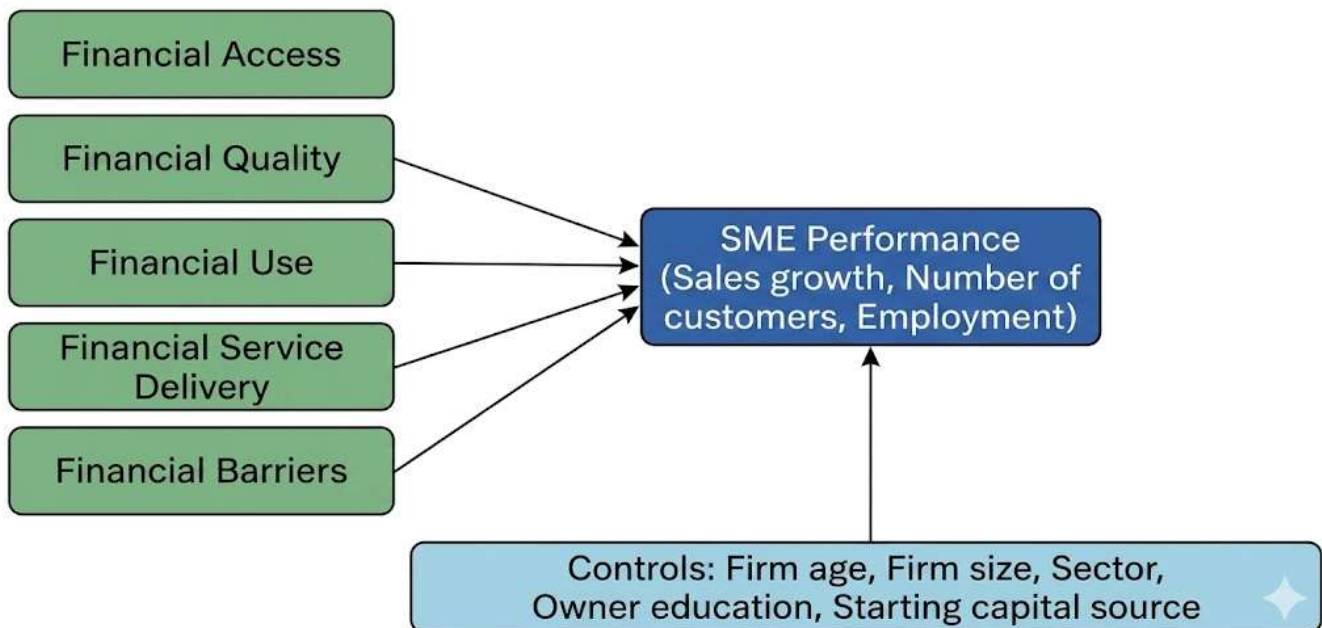 Financial Access
Financial Quality
Financial Use
Financial Service
Delivery
Financial Barriers
SME Performance
(Sales growth, Number of
customers, Employment)
Controls: Firm age, Firm size, Sector,
Owner education, Starting capital source